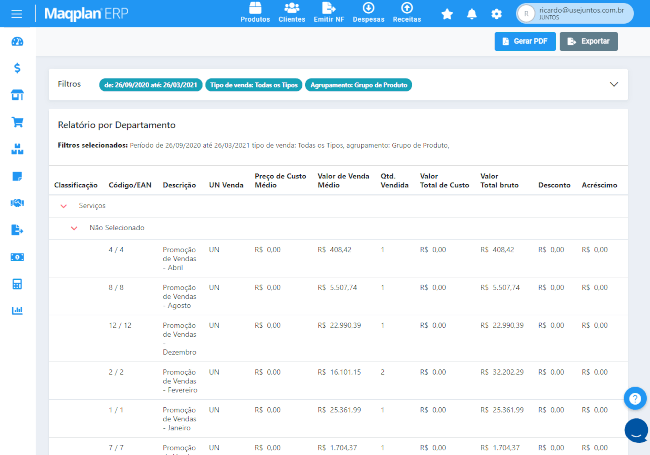 Maqplan ERP
Produtos
Clientes
Emitir NF
Despesas
Receitas
R
ricardo@usejuntos.com.br
JUNTOS
Gerar PDF
Exportar
Filtros
de: 26/09/2020 até: 26/03/2021
Tipo de venda: Todas os Tipos
Agrupamento: Grupo de Produto
Relatório por Departamento
Filtros selecionados: Período de 26/09/2020 até 26/03/2021 tipo de venda: Todas os Tipos, agrupamento: Grupo de Produto,
Classificação Código/EAN Descrição UN Venda Preço de Custo Médio Valor de Venda Médio Qtd. Vendida Valor Total de Custo Valor Total bruto Desconto Acréscimo
Serviços
Não Selecionado
4 / 4 Promoção de Vendas - Abril UN R$ 0,00 R$ 408,42 1 R$ 0,00 R$ 408,42 R$ 0,00 R$ 0,00
8 / 8 Promoção de Vendas - Agosto UN R$ 0,00 R$ 5.507,74 1 R$ 0,00 R$ 5.507,74 R$ 0,00 R$ 0,00
12 / 12 Promoção de Vendas - Dezembro UN R$ 0,00 R$ 22.990,39 1 R$ 0,00 R$ 22.990,39 R$ 0,00 R$ 0,00
2 / 2 Promoção de Vendas - Fevereiro UN R$ 0,00 R$ 16.101,15 2 R$ 0,00 R$ 32.202,29 R$ 0,00 R$ 0,00
1 / 1 Promoção de Vendas - Janeiro UN R$ 0,00 R$ 25.361,99 1 R$ 0,00 R$ 25.361,99 R$ 0,00 R$ 0,00
7 / 7 Promoção UN R$ 0,00 R$ 1.704,37 1 R$ 0,00 R$ 1.704,37 R$ 0,00 R$ 0,00